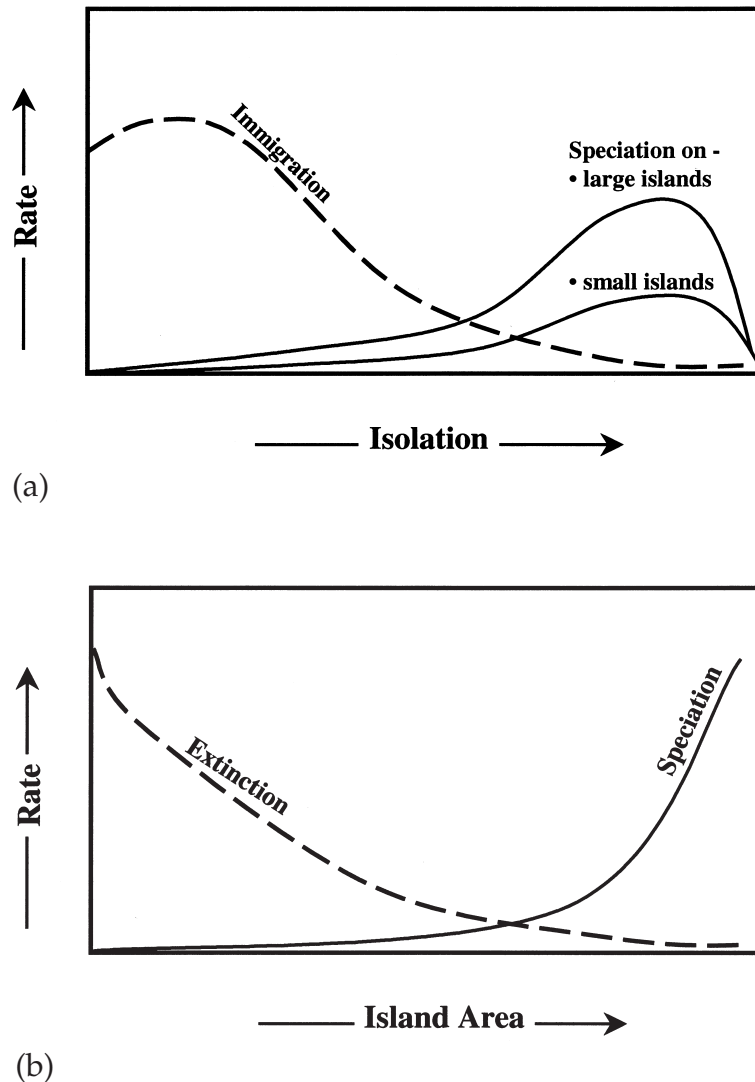 Rate
Immigration
Speciation on -
• large islands
• small islands
Isolation
(a)
Rate
Extinction
Speciation
Island Area
(b)